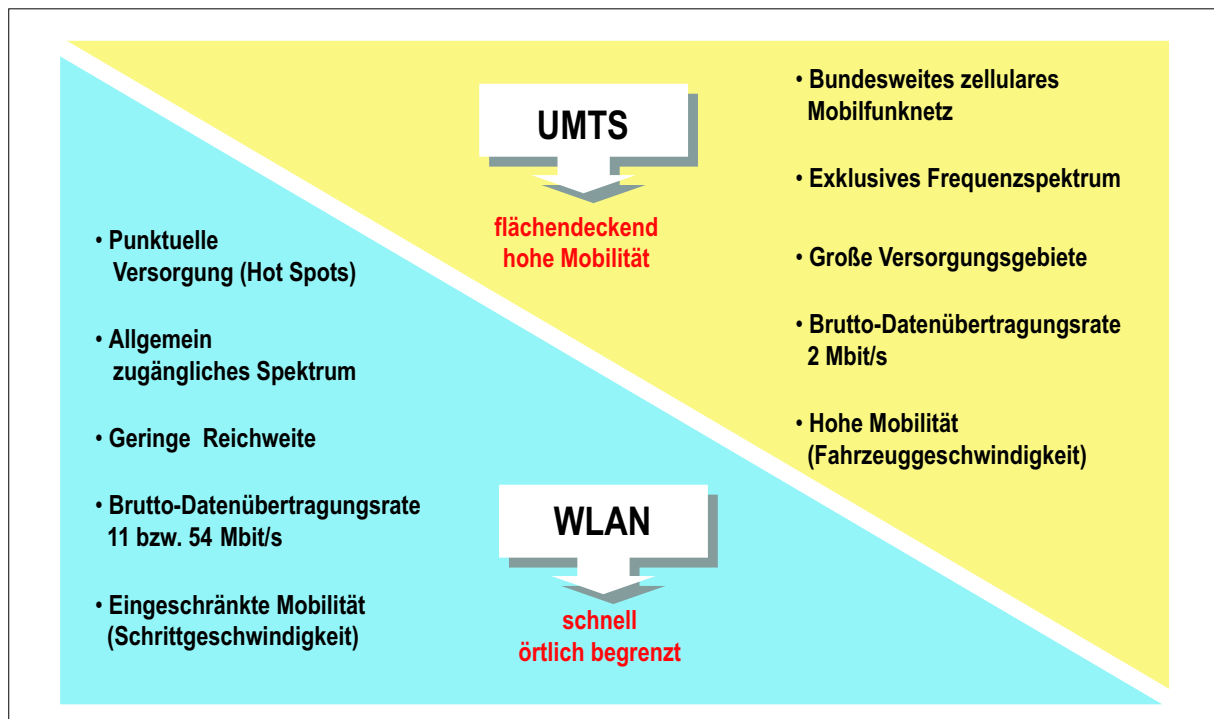 UMTS
flächendeckend
hohe Mobilität
• Bundesweites zellulares
Mobilfunknetz
• Exklusives Frequenzspektrum
• Große Versorgungsgebiete
• Brutto-Datenübertragungsrate
2 Mbit/s
• Hohe Mobilität
(Fahrzeuggeschwindigkeit)
• Punktuelle
Versorgung (Hot Spots)
• Allgemein
zugängliches Spektrum
• Geringe Reichweite
• Brutto-Datenübertragungsrate
11 bzw. 54 Mbit/s
• Eingeschränkte Mobilität
(Schrittgeschwindigkeit)
WLAN
schnell
örtlich begrenzt